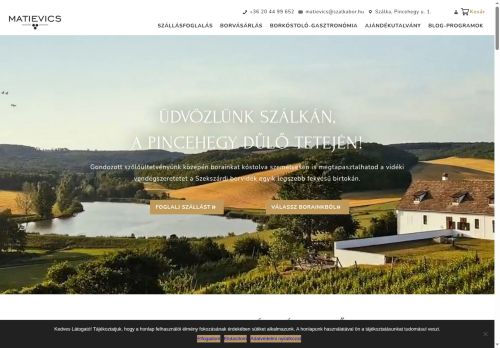 MATIEVICS
+36 20 44 99 652
matievics@szalkabor.hu
Szálka, Pincehegy u. 1.
Kosár
SZÁLLÁSFOGLALÁS
BORVÁSÁRLÁS
BORKÓSTOLÓ-GASZTRONÓMIA
AJÁNDÉKUTALVÁNY
BLOG-PROGRAMOK
ÜDVÖZLÜNK SZÁLKÁN,
A PINCEHEGY DŰLŐ TETEJÉN!
Gondozott szőlőültetvényünk közepén borainkat kóstolva személyesen is megtapasztalhatod a vidéki
vendégszeretetet a Szekszárdi borvidék egyik legszebb fekvésű birtokán.
FOGLALJ SZÁLLÁST »
VÁLASSZ BORAINKBÓL »
Kedves Látogató! Tájékoztatjuk, hogy a honlap felhasználói élmény fokozásának érdekében sütiket alkalmazunk. A honlapunk használatával ön a tájékoztatásunkat tudomásul veszi.
Elfogadom
Elutasítom
Adatvédelmi nyilatkozat